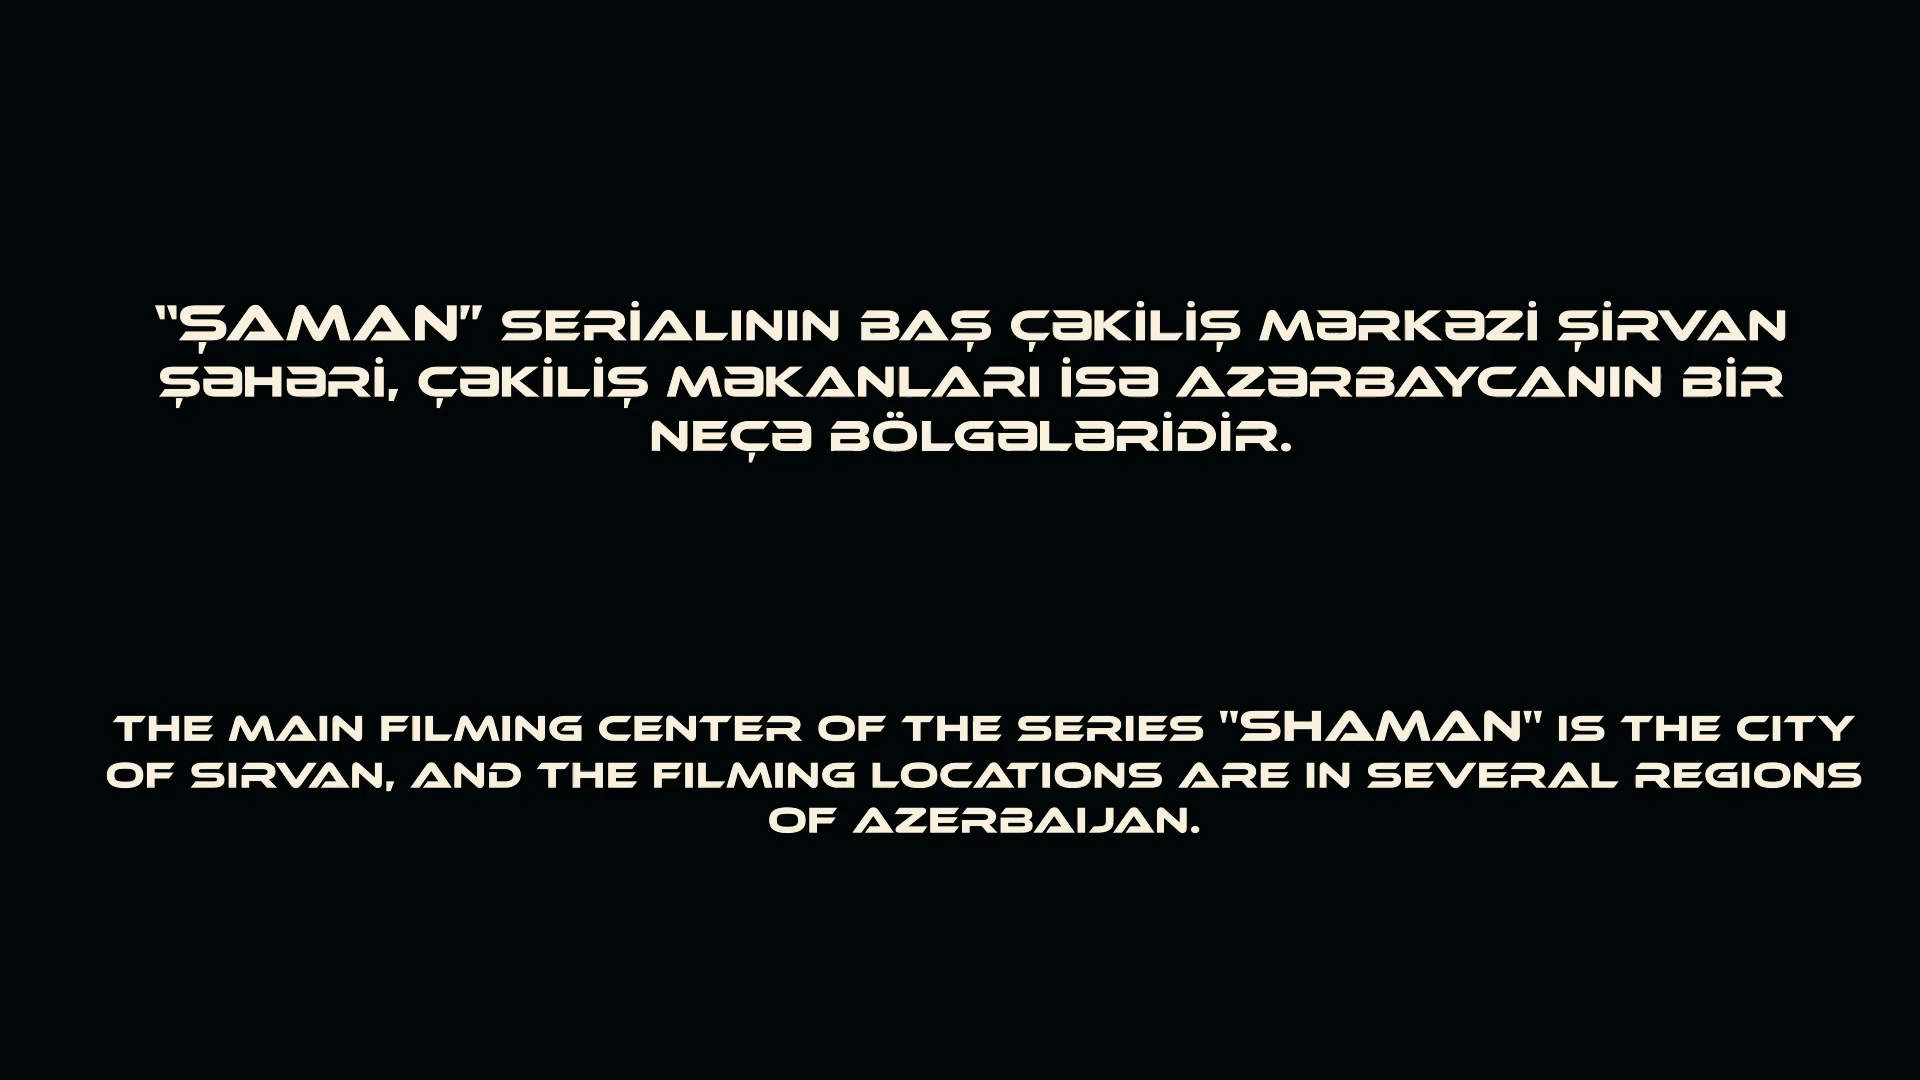 “ŞAMAN” SERİALININ BAŞ ÇƏKİLİŞ MƏRKƏZİ ŞİRVAN
ŞƏHƏRİ, ÇƏKİLİŞ MƏKANLARI İSƏ AZƏRBAYCANIN BİR
NEÇƏ BÖLGƏLƏRİDİR.
THE MAIN FILMING CENTER OF THE SERIES "SHAMAN" IS THE CITY
OF SIRVAN, AND THE FILMING LOCATIONS ARE IN SEVERAL REGIONS
OF AZERBAIJAN.